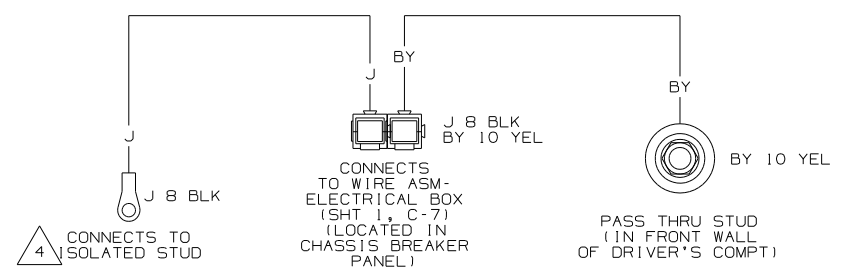 BY
J
BY
J
J 8 BLK
BY 10 YEL
BY 10 YEL
J 8 BLK
CONNECTS
TO WIRE ASM-
ELECTRICAL BOX
(SHT 1, C-7)
(LOCATED IN
CHASSIS BREAKER
PANEL)
4
CONNECTS TO
ISOLATED STUD
PASS THRU STUD
(IN FRONT WALL
OF DRIVER'S COMPT)